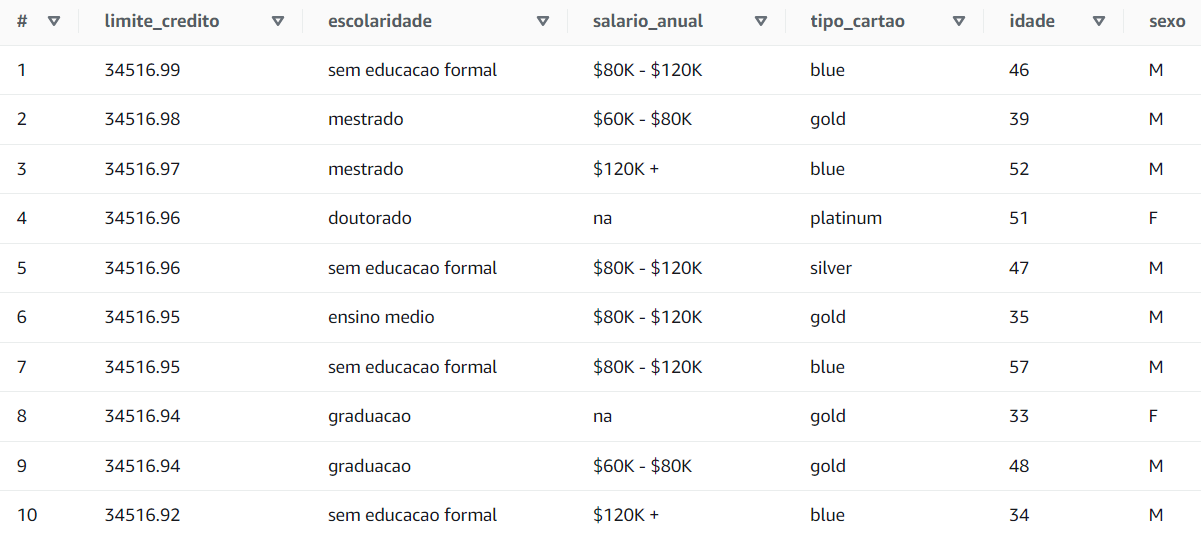 # limite_credito escolaridade salario_anual tipo_cartao idade sexo
1 34516.99 sem educacao formal $80K - $120K blue 46 M
2 34516.98 mestrado $60K - $80K gold 39 M
3 34516.97 mestrado $120K + blue 52 M
4 34516.96 doutorado na platinum 51 F
5 34516.96 sem educacao formal $80K - $120K silver 47 M
6 34516.95 ensino medio $80K - $120K gold 35 M
7 34516.95 sem educacao formal $80K - $120K blue 57 M
8 34516.94 graduacao na gold 33 F
9 34516.94 graduacao $60K - $80K gold 48 M
10 34516.92 sem educacao formal $120K + blue 34 M